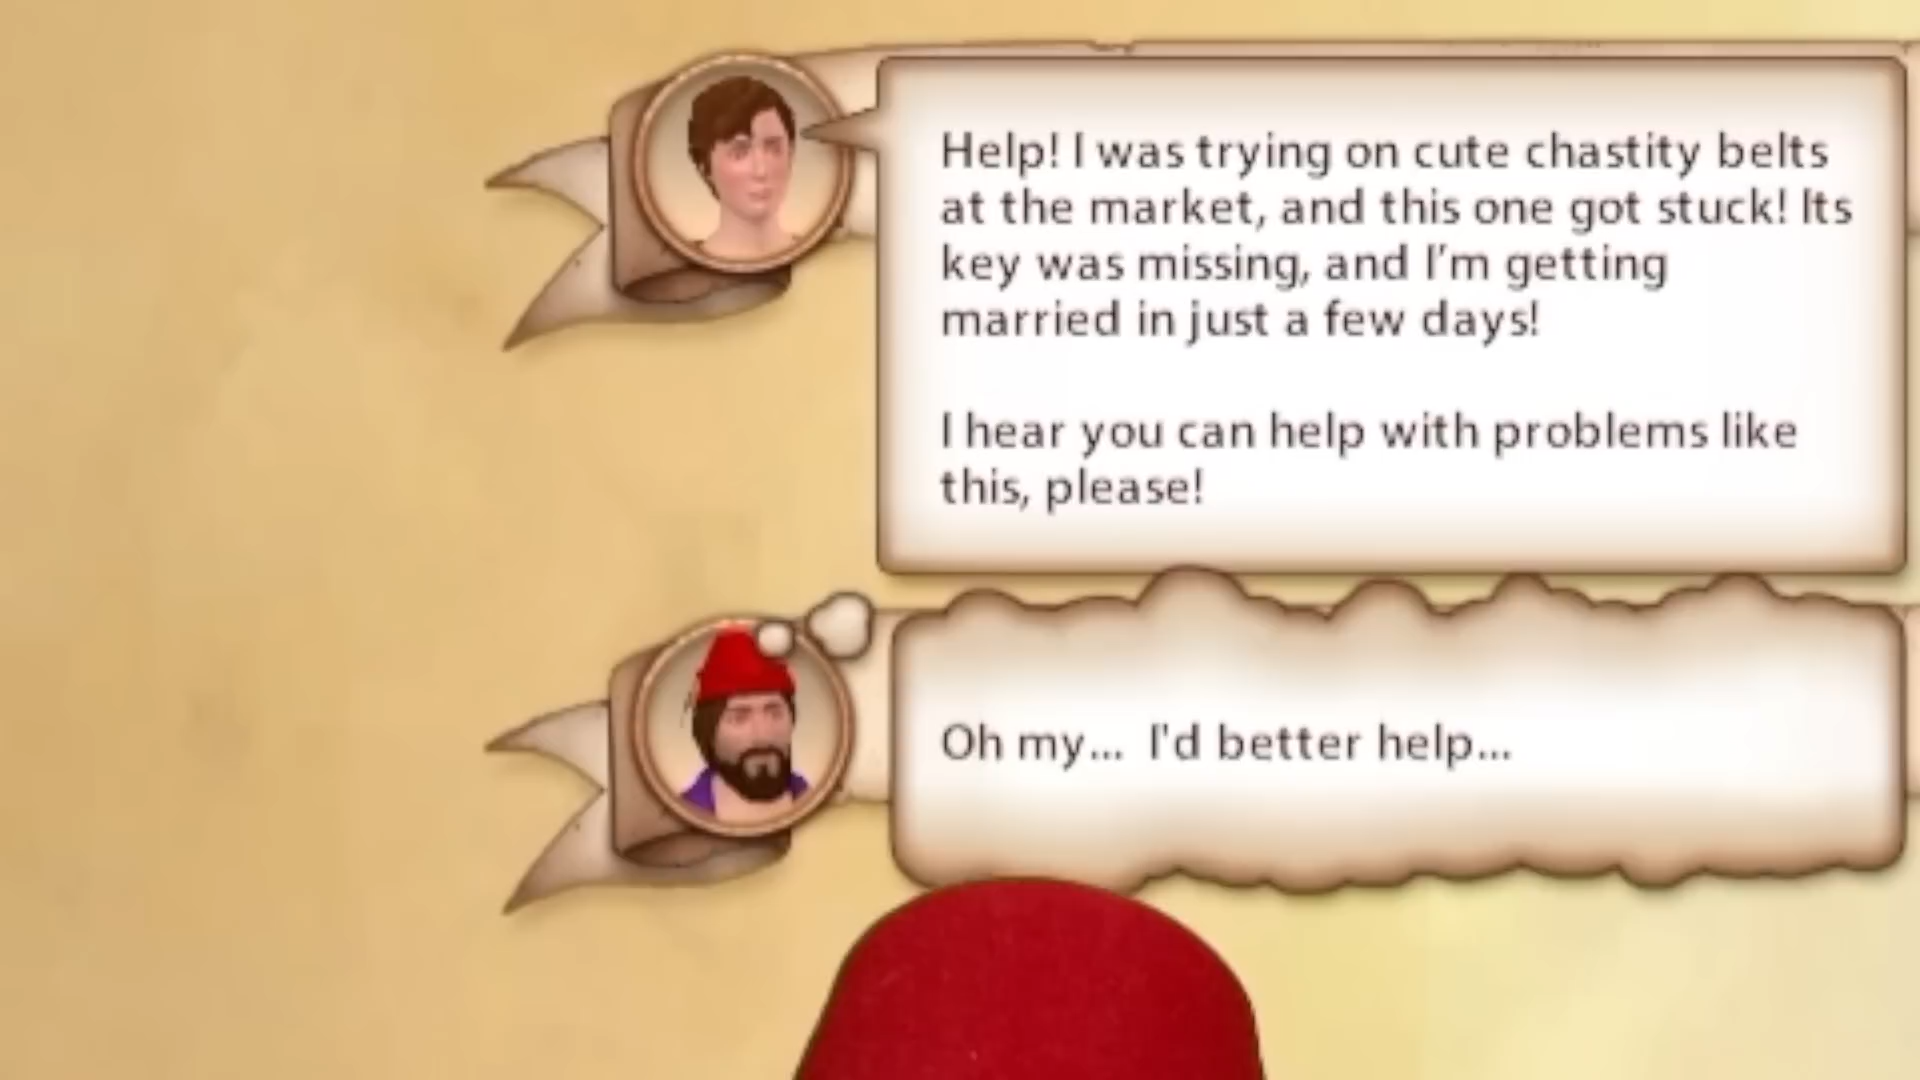 Help! I was trying on cute chastity belts
at the market, and this one got stuck! Its
key was missing, and I'm getting
married in just a few days!
I hear you can help with problems like
this, please!
Oh my... I'd better help...